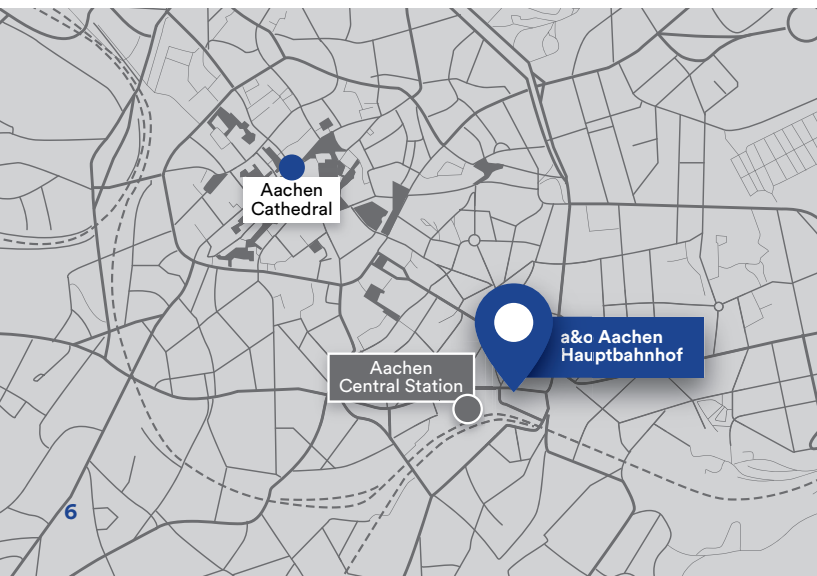 Aachen
Cathedral
a&o Aachen
Hauptbahnhof
Aachen
Central Station
6